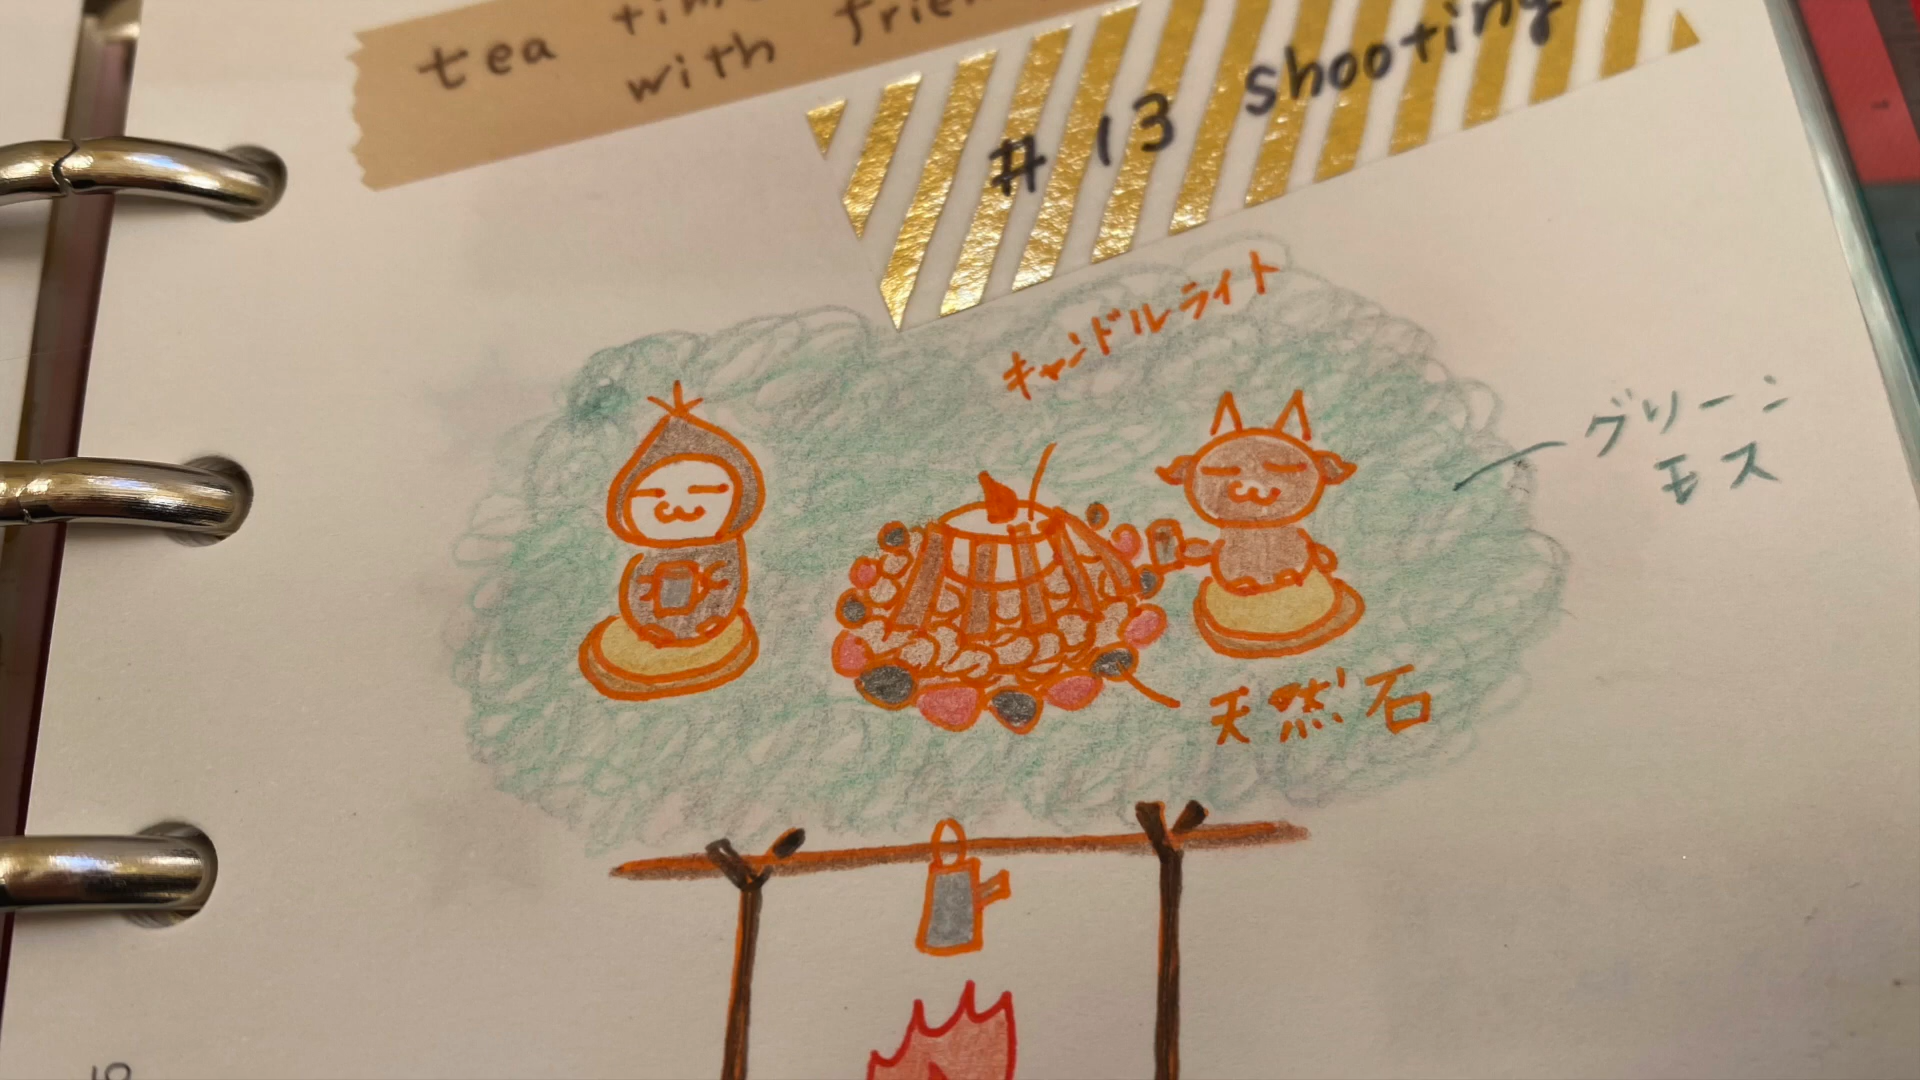 tea time
with
#13 shooting
キャンドルライト
グリーン
モス
天然石